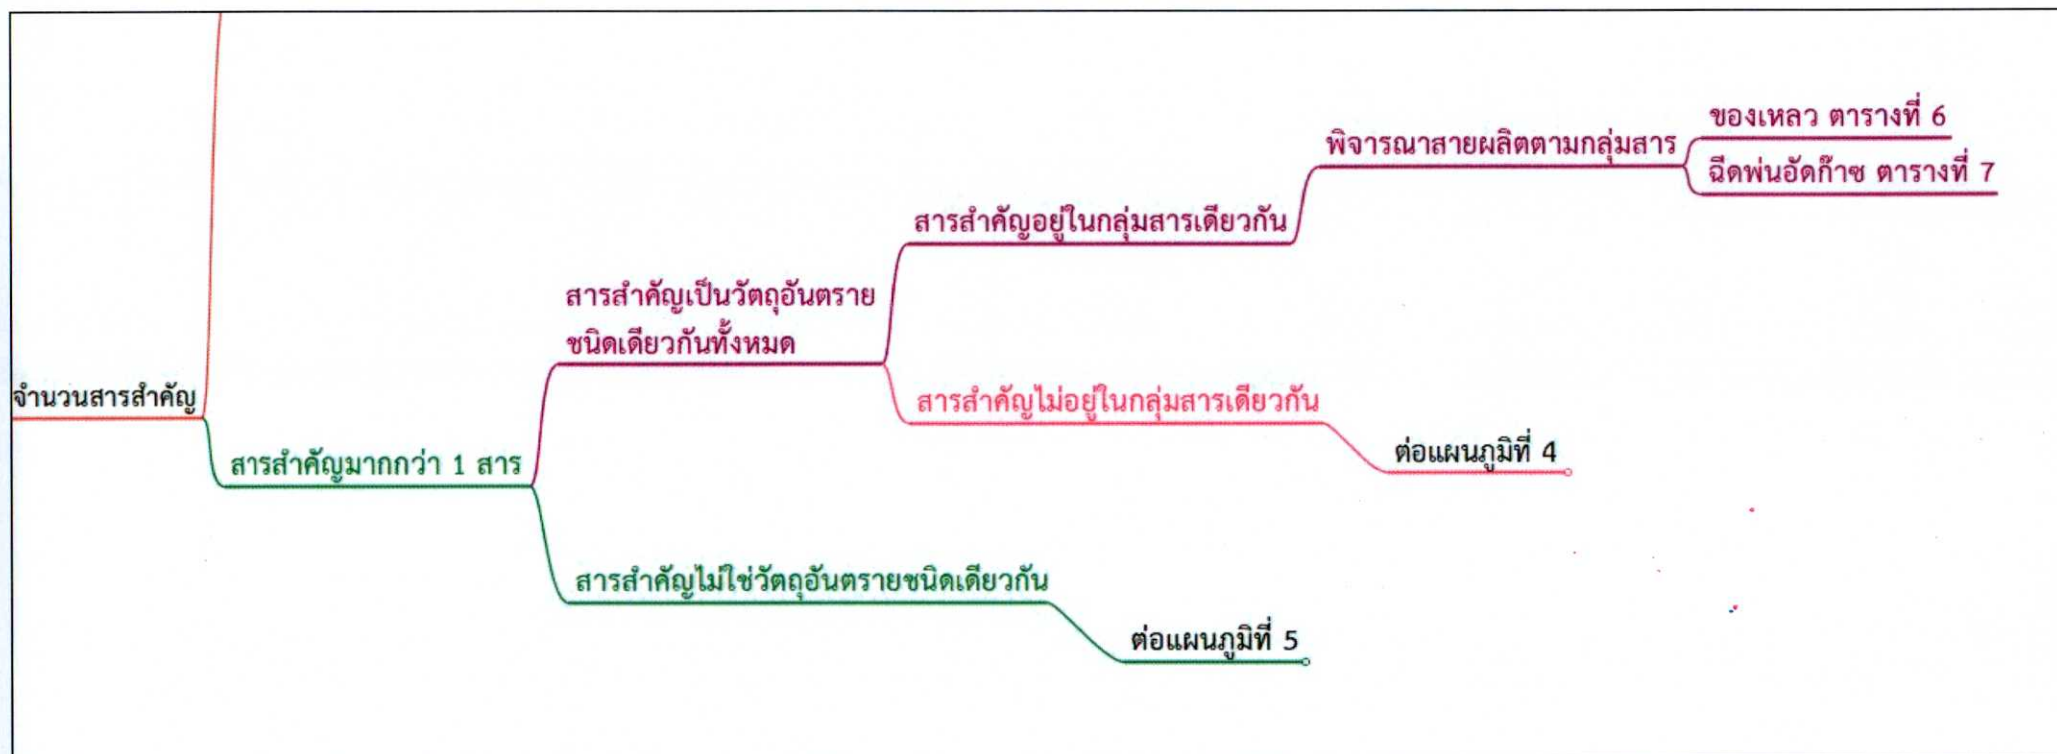 ของเหลว ตารางที่ 6
พิจารณาสายผลิตตามกลุ่มสาร
ฉีดพ่นอัดก๊าซ ตารางที่ 7
สารสำคัญอยู่ในกลุ่มสารเดียวกัน
สารสำคัญเป็นวัตถุอันตราย
ชนิดเดียวกันทั้งหมด
จำนวนสารสำคัญ
สารสำคัญไม่อยู่ในกลุ่มสารเดียวกัน
ต่อแผนภูมิที่ 4
สารสำคัญมากกว่า 1 สาร
สารสำคัญไม่ใช่วัตถุอันตรายชนิดเดียวกัน
ต่อแผนภูมิที่ 5